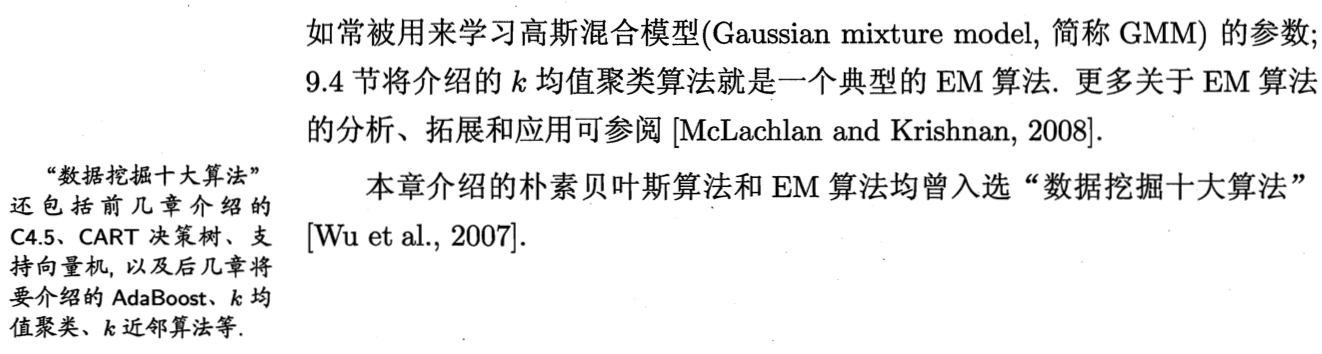 如常被用来学习高斯混合模型(Gaussian mixture model, 简称 GMM) 的参数;
9.4 节将介绍的 k 均值聚类算法就是一个典型的 EM 算法. 更多关于 EM 算法
的分析、拓展和应用可参阅 [McLachlan and Krishnan, 2008].
本章介绍的朴素贝叶斯算法和 EM 算法均曾入选“数据挖掘十大算法”
[Wu et al., 2007].
“数据挖掘十大算法”
还包括前几章介绍的
C4.5、CART 决策树、支
持向量机, 以及后几章将
要介绍的 AdaBoost、k 均
值聚类、k 近邻算法等.